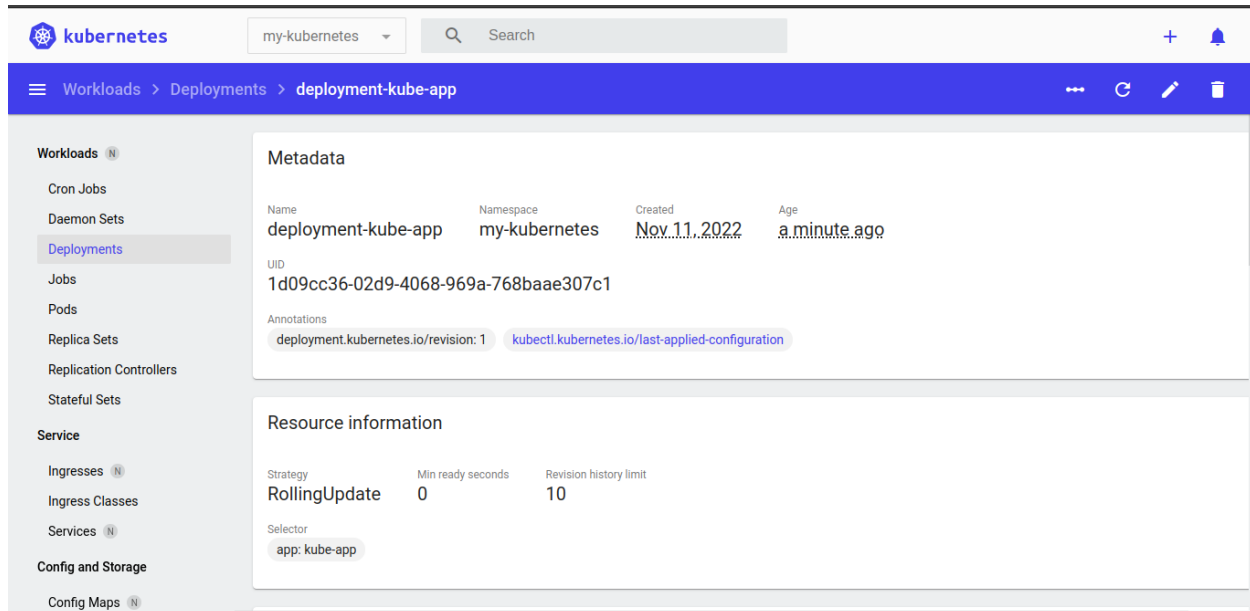 kubernetes
my-kubernetes
Search
Workloads > Deployments > deployment-kube-app
Workloads N
Cron Jobs
Daemon Sets
Deployments
Jobs
Pods
Replica Sets
Replication Controllers
Stateful Sets
Service
Ingresses N
Ingress Classes
Services N
Config and Storage
Config Maps N
Metadata
Name Namespace Created Age
deployment-kube-app my-kubernetes Nov 11, 2022 a minute ago
UID
1d09cc36-02d9-4068-969a-768baae307c1
Annotations
deployment.kubernetes.io/revision: 1 kubectl.kubernetes.io/last-applied-configuration
Resource information
Strategy Min ready seconds Revision history limit
RollingUpdate 0 10
Selector
app: kube-app